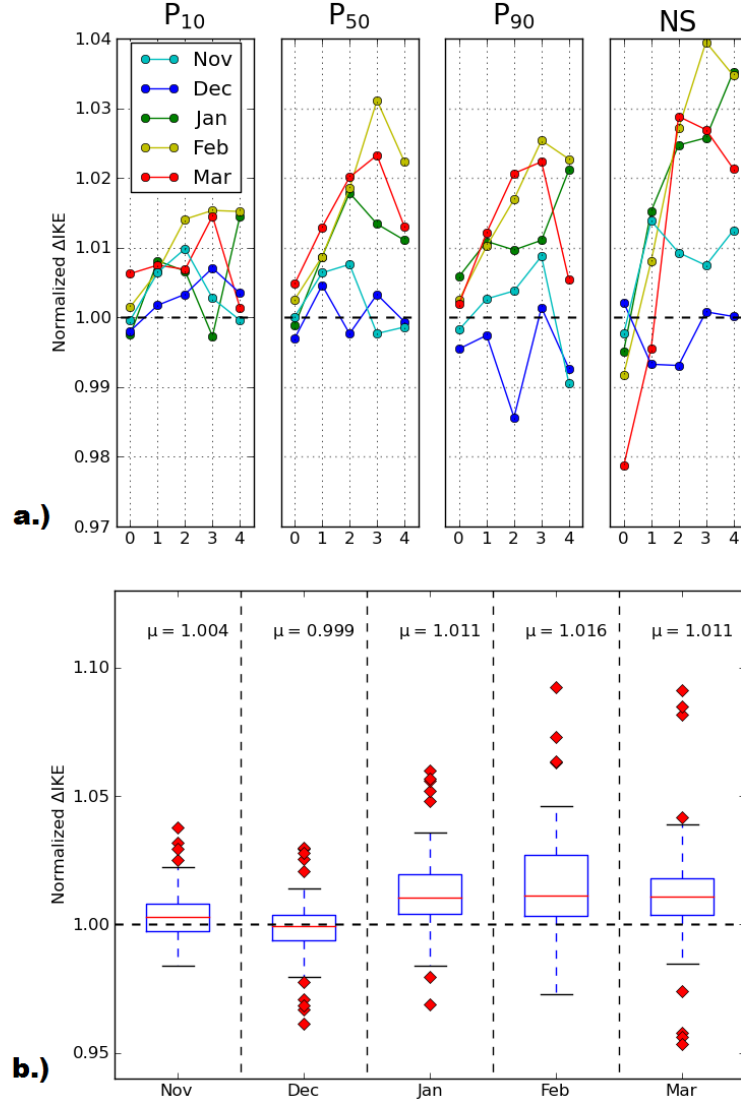 P10 P50 P90 NS
1.04
1.03
1.02
1.01
1.00
0.99
0.98
0.97
Normalized ΔIKE
Nov
Dec
Jan
Feb
Mar
0 1 2 3 4 0 1 2 3 4 0 1 2 3 4 0 1 2 3 4
a.)
μ = 1.004 μ = 0.999 μ = 1.011 μ = 1.016 μ = 1.011
1.10
1.05
1.00
0.95
Normalized ΔIKE
Nov Dec Jan Feb Mar
b.)